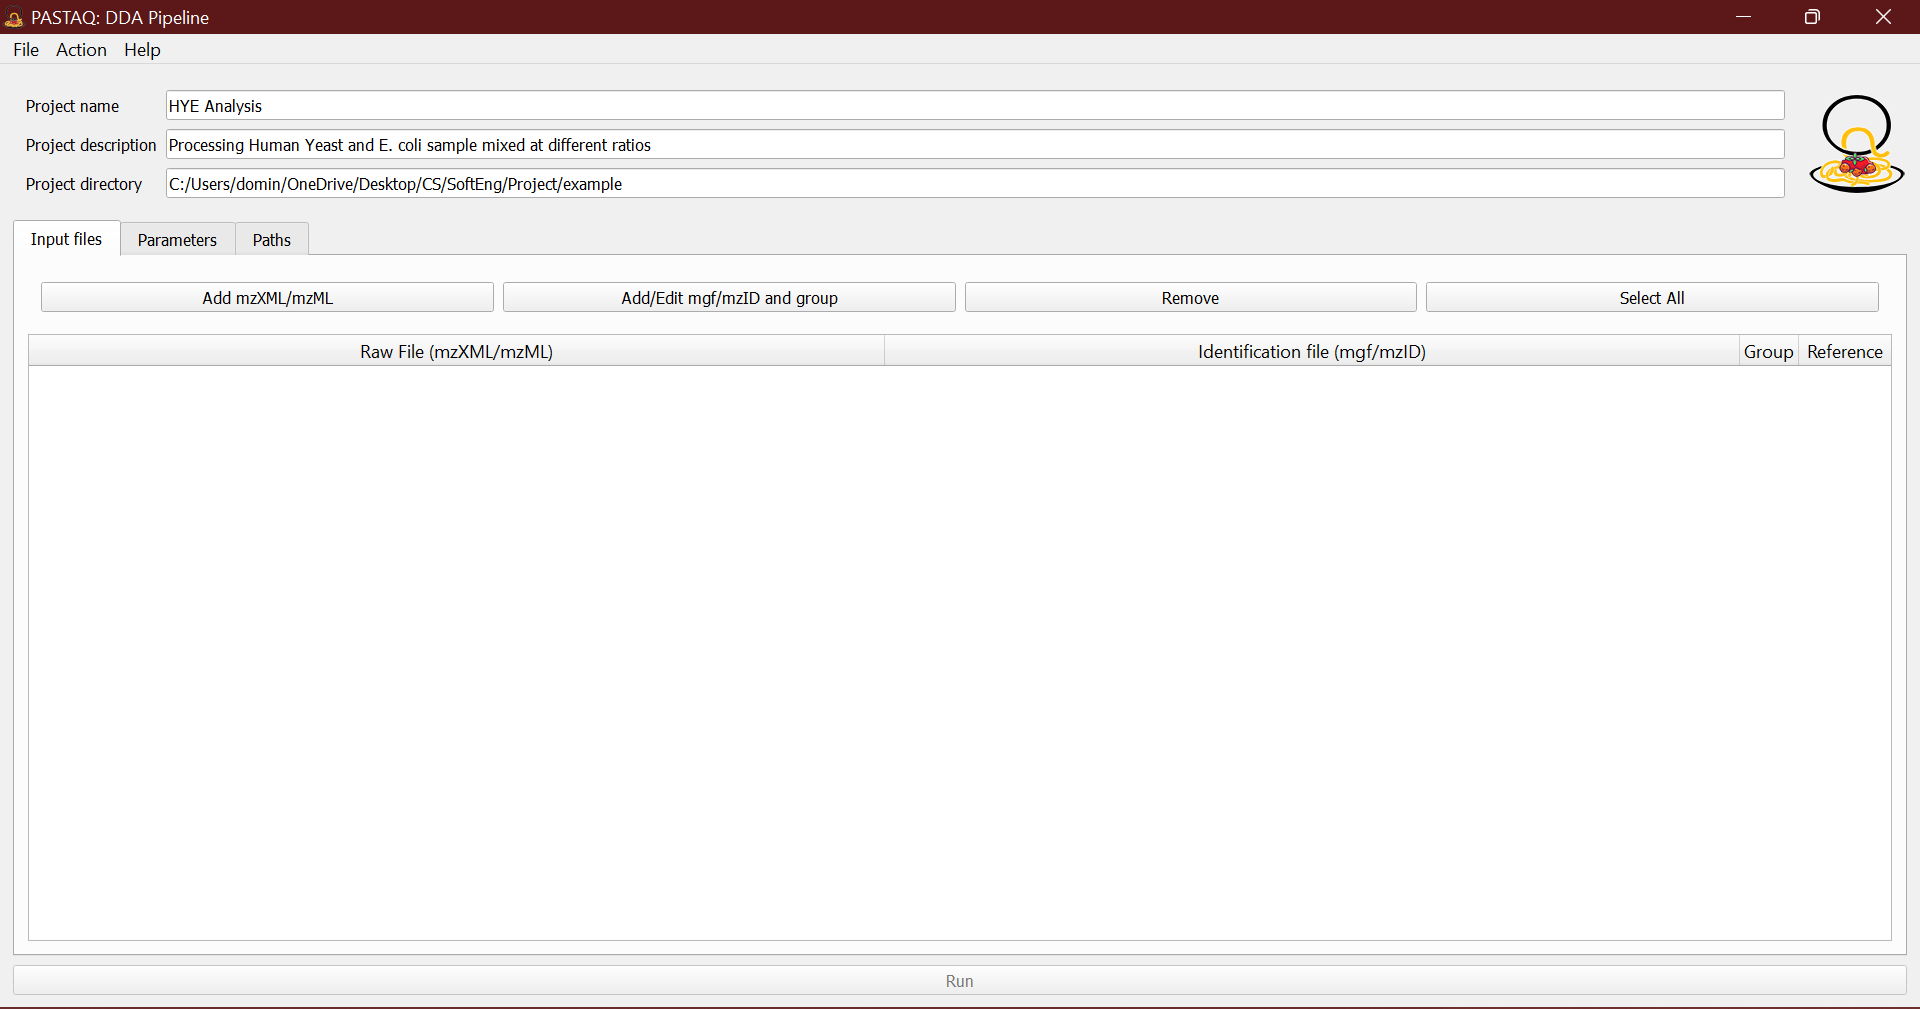 PASTAQ: DDA Pipeline
File Action Help
Project name HYE Analysis
Project description Processing Human Yeast and E. coli sample mixed at different ratios
Project directory C:/Users/domin/OneDrive/Desktop/CS/SoftEng/Project/example
Input files Parameters Paths
Add mzXML/mzML Add/Edit mgf/mzID and group Remove Select All
Raw File (mzXML/mzML) Identification file (mgf/mzID) Group Reference
Run